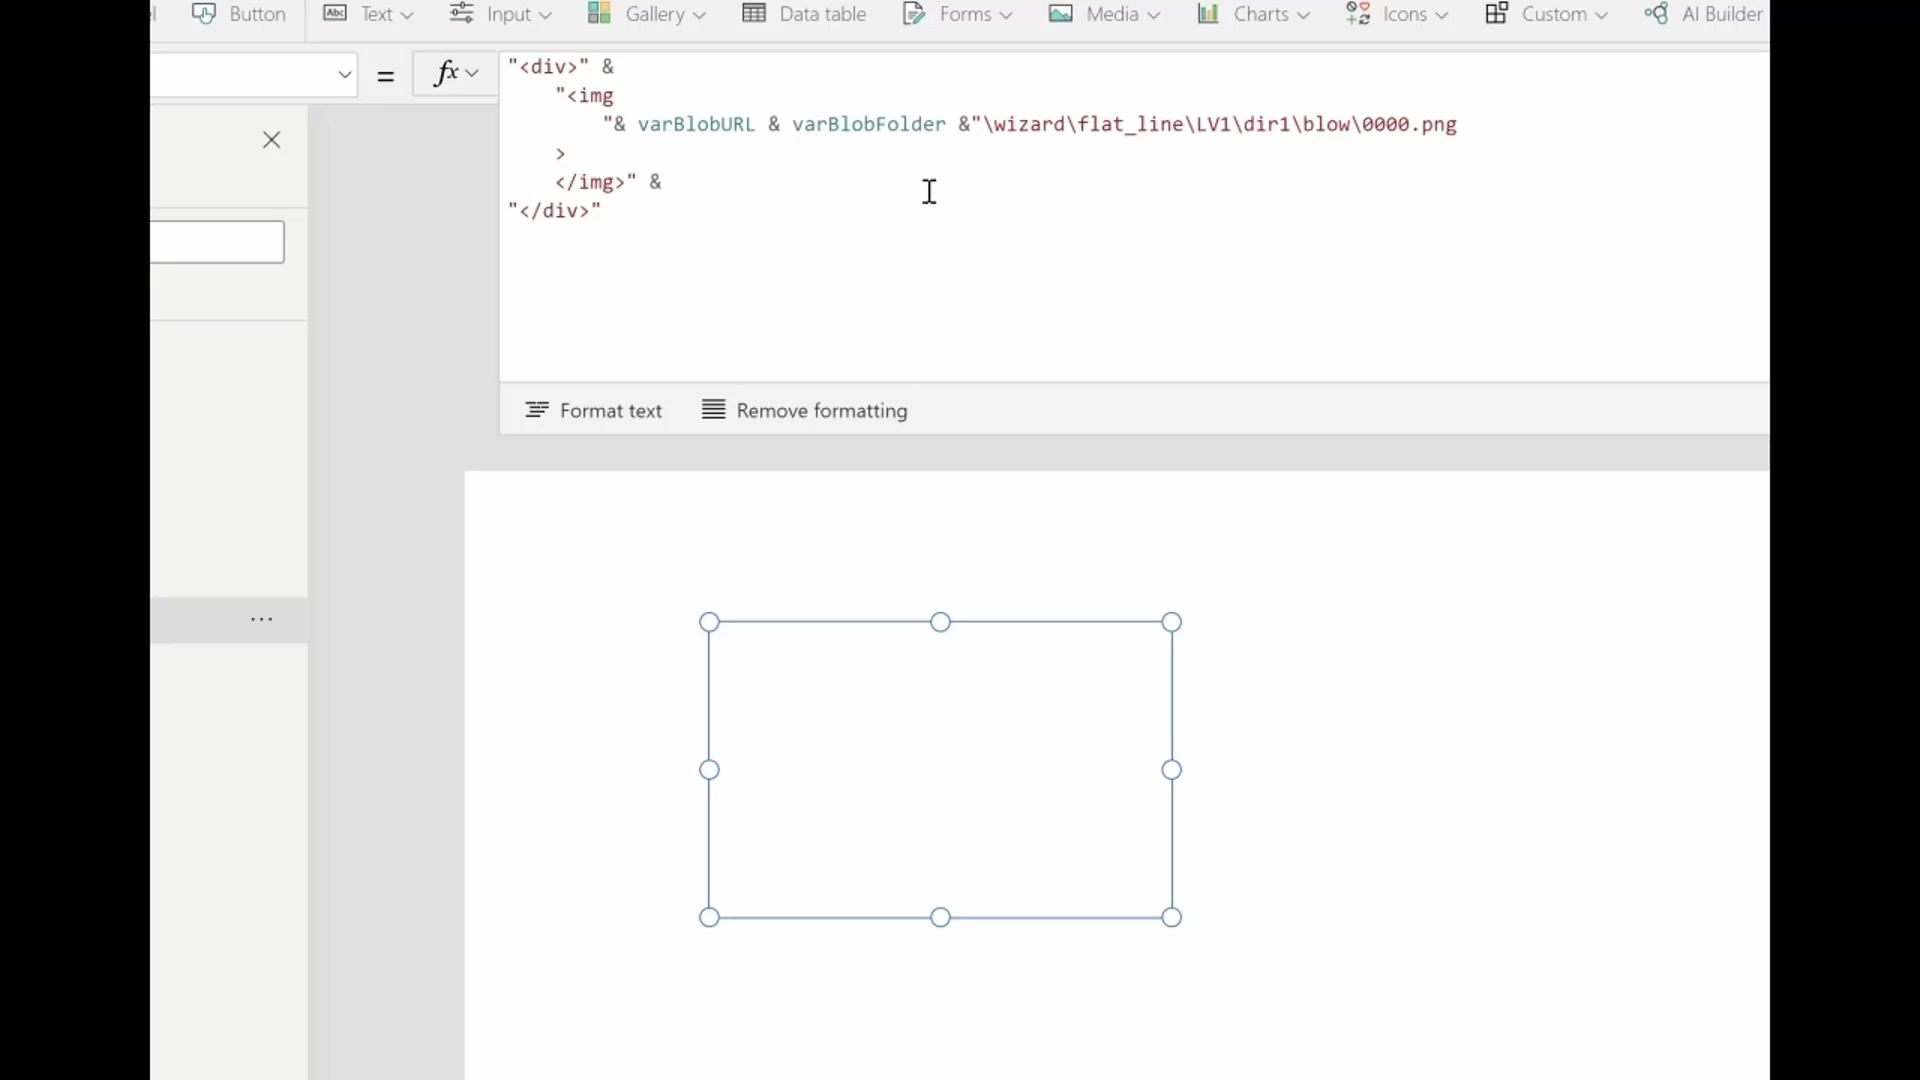 Button Text Input Gallery Data table Forms Media Charts Icons Custom AI Builder
= fx
"<div>" &
"<img
"& varBlobURL & varBlobFolder &"\wizard\flat_line\LV1\dir1\blow\0000.png
>
</img>" &
"</div>"
Format text Remove formatting